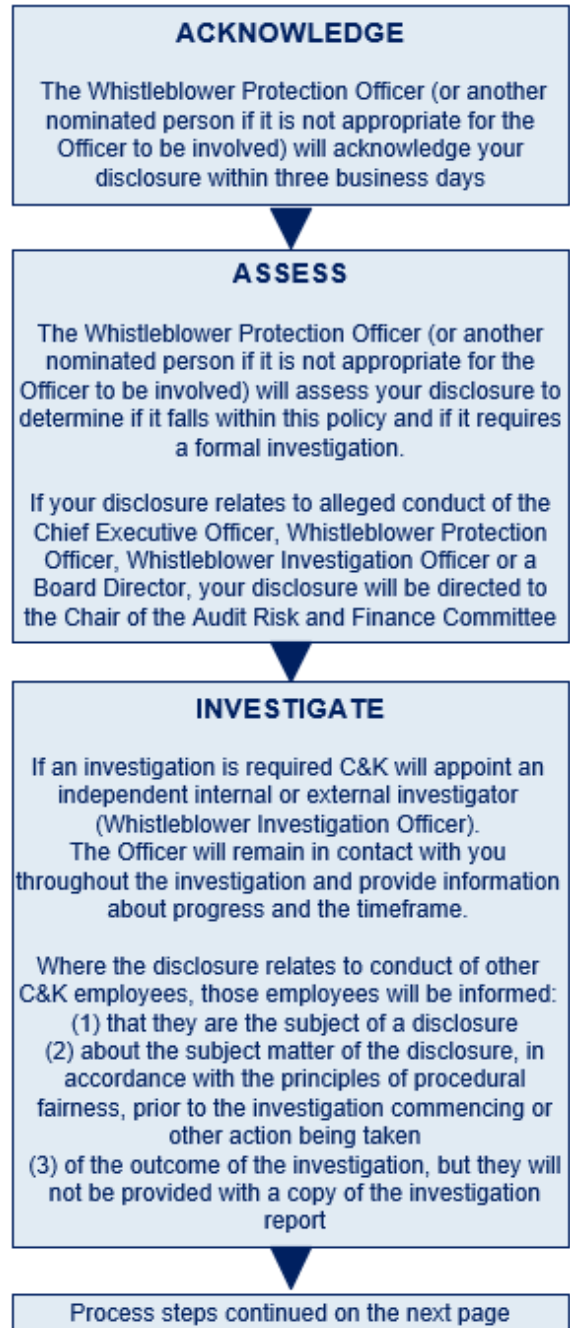 ACKNOWLEDGE
The Whistleblower Protection Officer (or another
nominated person if it is not appropriate for the
Officer to be involved) will acknowledge your
disclosure within three business days
ASSESS
The Whistleblower Protection Officer (or another
nominated person if it is not appropriate for the
Officer to be involved) will assess your disclosure to
determine if it falls within this policy and if it requires
a formal investigation.
If your disclosure relates to alleged conduct of the
Chief Executive Officer, Whistleblower Protection
Officer, Whistleblower Investigation Officer or a
Board Director, your disclosure will be directed to
the Chair of the Audit Risk and Finance Committee
INVESTIGATE
If an investigation is required C&K will appoint an
independent internal or external investigator
(Whistleblower Investigation Officer).
The Officer will remain in contact with you
throughout the investigation and provide information
about progress and the timeframe.
Where the disclosure relates to conduct of other
C&K employees, those employees will be informed:
(1) that they are the subject of a disclosure
(2) about the subject matter of the disclosure, in
accordance with the principles of procedural
fairness, prior to the investigation commencing or
other action being taken
(3) of the outcome of the investigation, but they will
not be provided with a copy of the investigation
report
Process steps continued on the next page